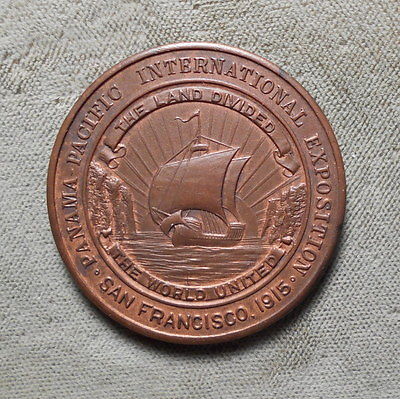 PANAMA-PACIFIC INTERNATIONAL EXPOSITION
THE LAND DIVIDED
THE WORLD UNITED
· SAN FRANCISCO, 1915 ·